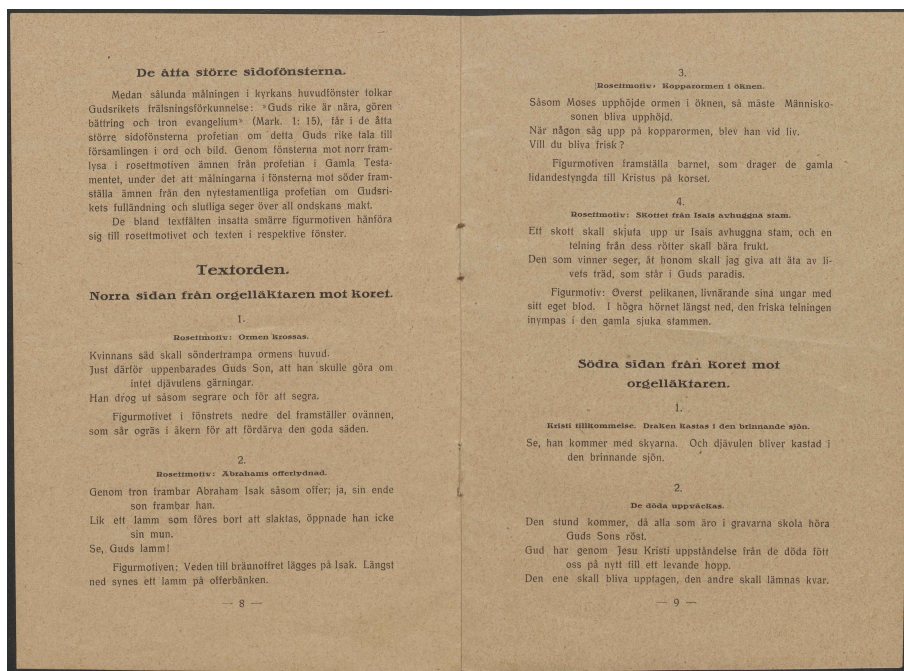 De åtta större sidofönsterna.
Medan sålunda målningen i kyrkans huvudfönster tolkar
Gudsrikets frälsningsförkunnelse: »Guds rike är nära, gören
bättring och tron evangelium» (Mark. 1: 15), får i de åtta
större sidofönsterna profetian om detta Guds rike tala till
församlingen i ord och bild. Genom fönsterna mot norr fram-
lysa i rosettmotiven ämnen från profetian i Gamla Testa-
mentet, under det att målningarna i fönsterna mot söder fram-
ställa ämnen från den nytestamentliga profetian om Gudsri-
kets fulländning och slutliga seger över all ondskans makt.
De bland textfälten insatta smärre figurmotiven hänföra
sig till rosettmotivet och texten i respektive fönster.
Textorden.
Norra sidan från orgelläktaren mot koret.
1.
Rosettmotiv: Ormen krossas.
Kvinnans säd skall söndertrampa ormens huvud.
Just därför uppenbarades Guds Son, att han skulle göra om
intet djävulens gärningar.
Han drog ut såsom segrare och för att segra.
Figurmotivet i fönstrets nedre del framställer ovännen,
som sår ogräs i åkern för att fördärva den goda säden.
2.
Rosettmotiv: Abrahams offerlydnad.
Genom tron frambar Abraham Isak såsom offer; ja, sin ende
son frambar han.
Lik ett lamm som föres bort att slaktas, öppnade han icke
sin mun.
Se, Guds lamm!
Figurmotiven: Veden till brännoffret lägges på Isak. Längst
ned synes ett lamm på offerbänken.
— 8 —
3.
Rosettmotiv: Kopparormen i öknen.
Såsom Moses upphöjde ormen i öknen, så måste Människo-
sonen bliva upphöjd.
När någon såg upp på kopparormen, blev han vid liv.
Vill du bliva frisk?
Figurmotiven framställa barnet, som drager de gamla
lidandestyngda till Kristus på korset.
4.
Rosettmotiv: Skottet från Isais avhuggna stam.
Ett skott skall skjuta upp ur Isais avhuggna stam, och en
telning från dess rötter skall bära frukt.
Den som vinner seger, åt honom skall jag giva att äta av li-
vets träd, som står i Guds paradis.
Figurmotiv: Överst pelikanen, livnärande sina ungar med
sitt eget blod. I högra hörnet längst ned, den friska telningen
inympas i den gamla sjuka stammen.
Södra sidan från koret mot
orgelläktaren.
1.
Kristi tillkommelse. Draken kastas i den brinnande sjön.
Se, han kommer med skyarna. Och djävulen bliver kastad i
den brinnande sjön.
2.
De döda uppväckas.
Den stund kommer, då alla som äro i gravarna skola höra
Guds Sons röst.
Gud har genom Jesu Kristi uppståndelse från de döda fött
oss på nytt till ett levande hopp.
Den ene skall bliva upptagen, den andre skall lämnas kvar.
— 9 —